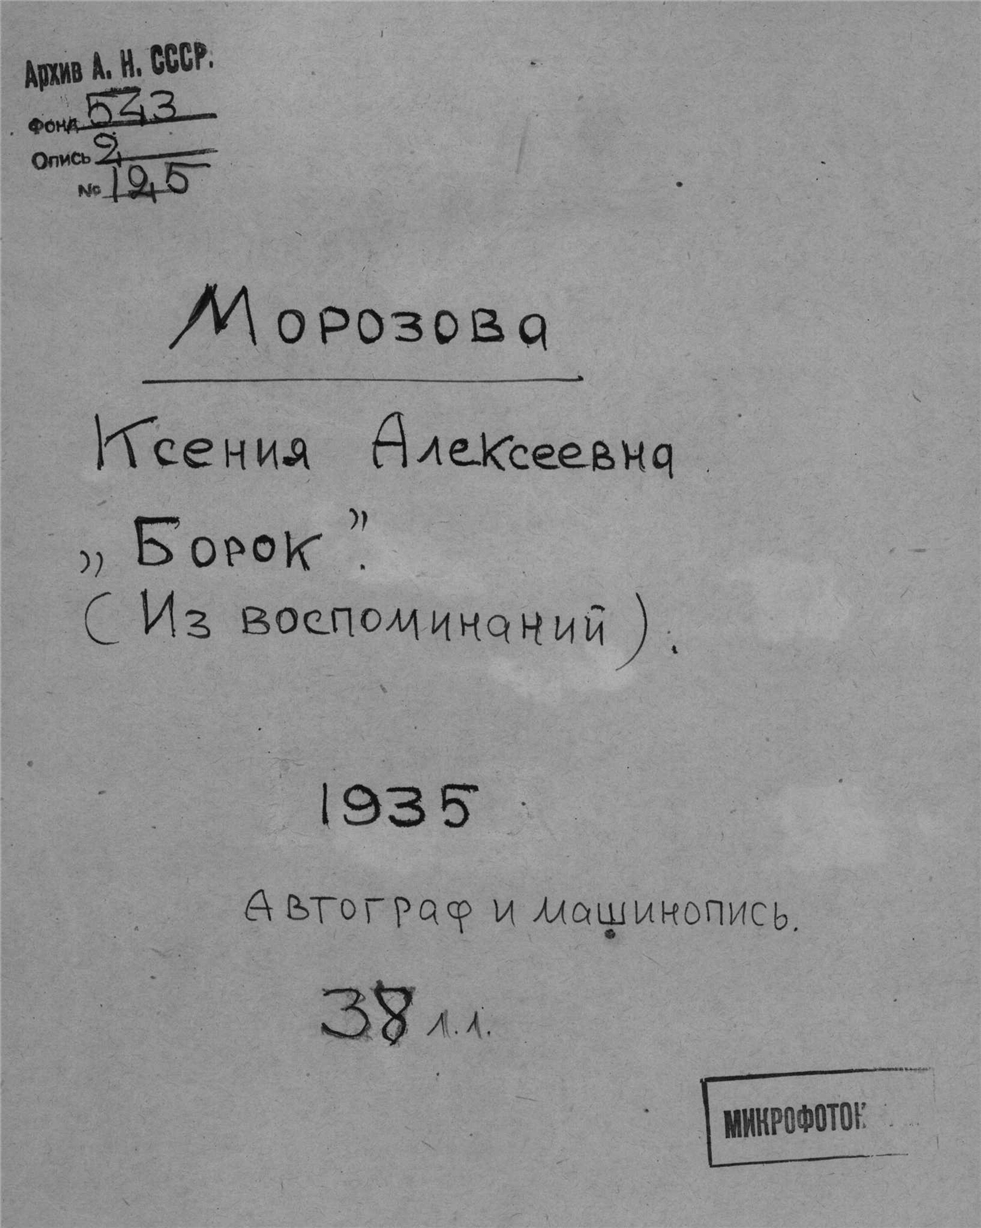 Архив А. Н. СССР.
Фонд 543
Опись 2
№ 125
Морозова
Ксения Алексеевна
„Борок”.
(Из воспоминаний).
1935
Автограф и машинопись.
38 л.л.
МИКРОФОТОК